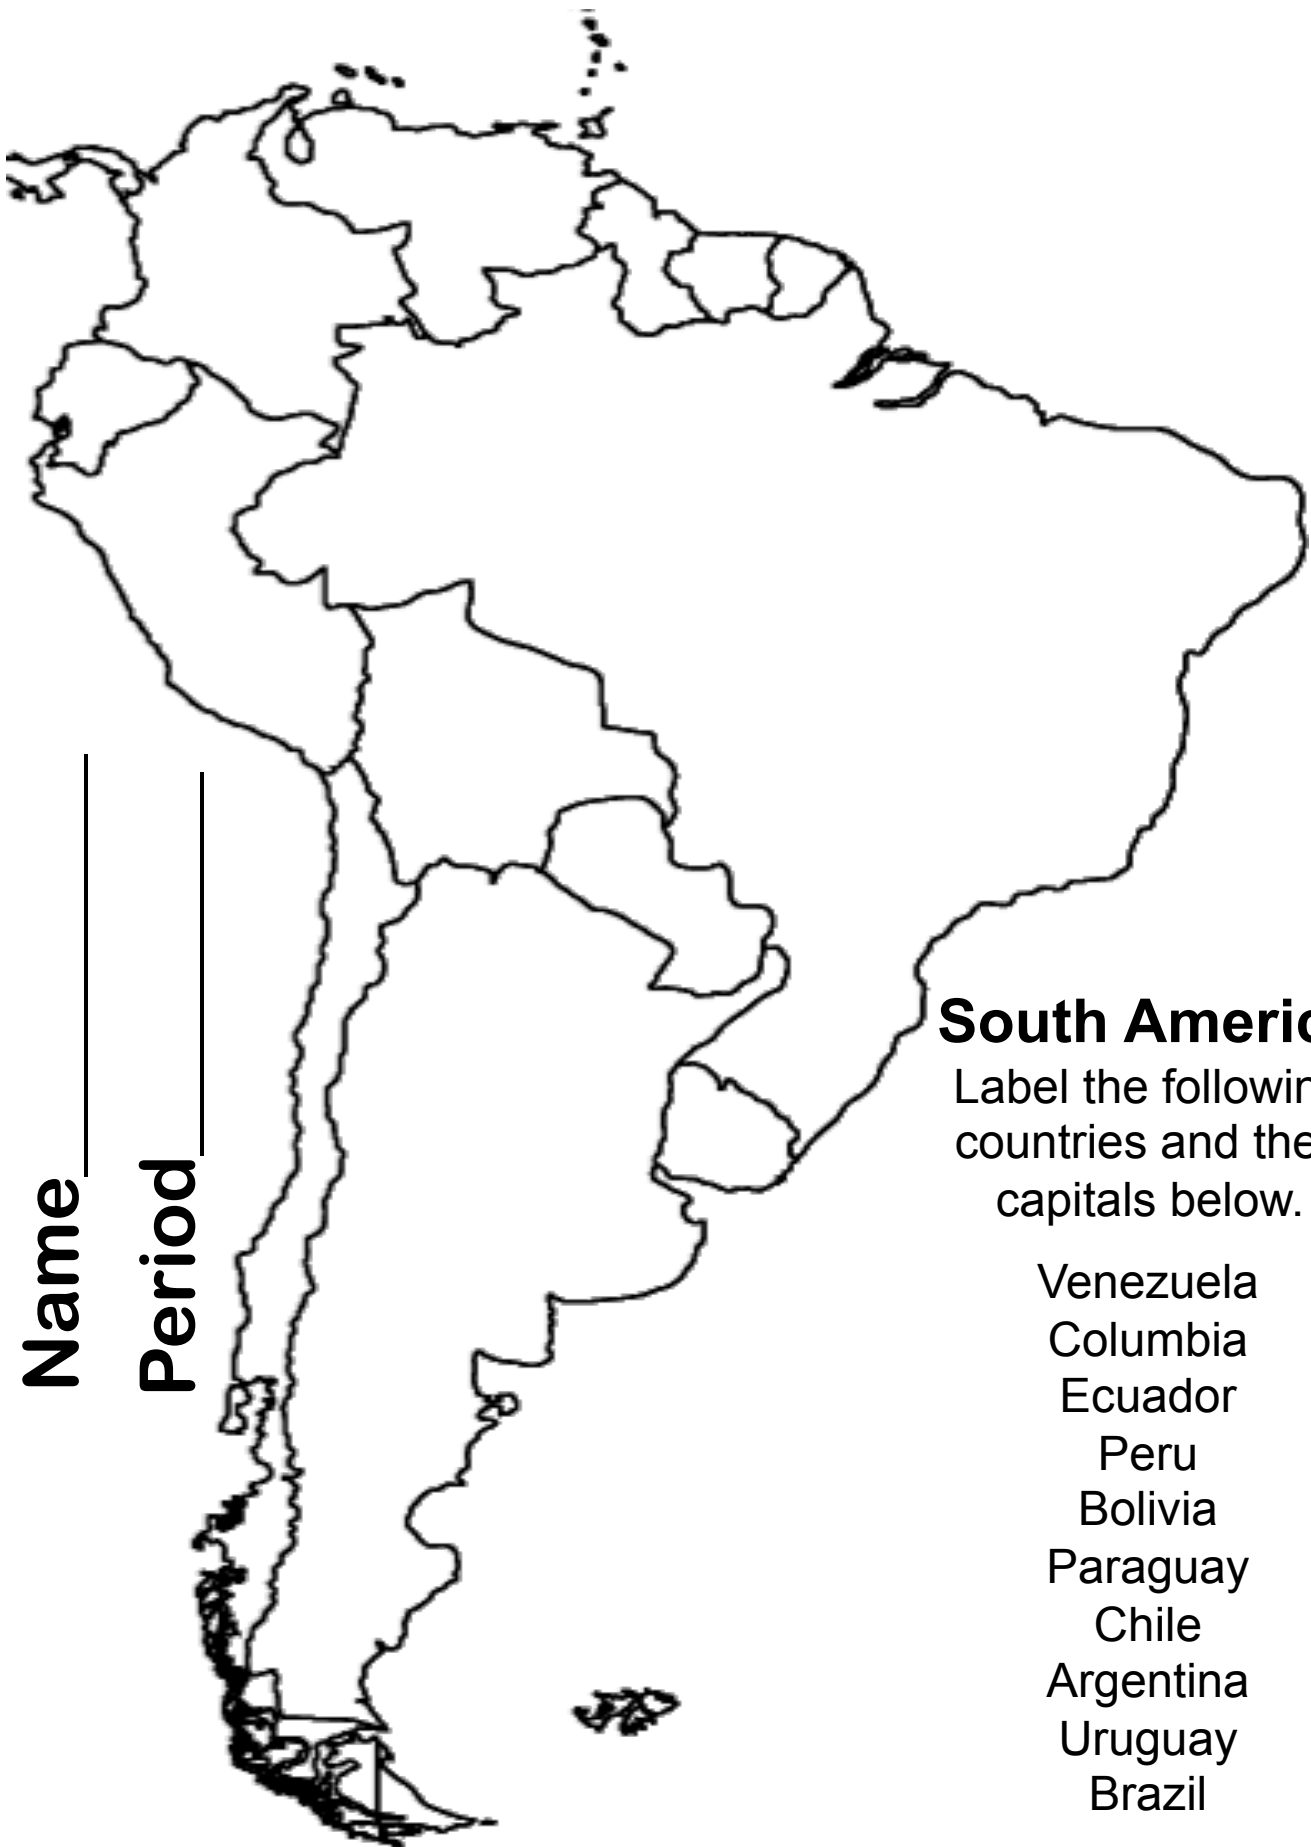 Name
Period
South Americ
Label the followin
countries and the
capitals below.
Venezuela
Columbia
Ecuador
Peru
Bolivia
Paraguay
Chile
Argentina
Uruguay
Brazil